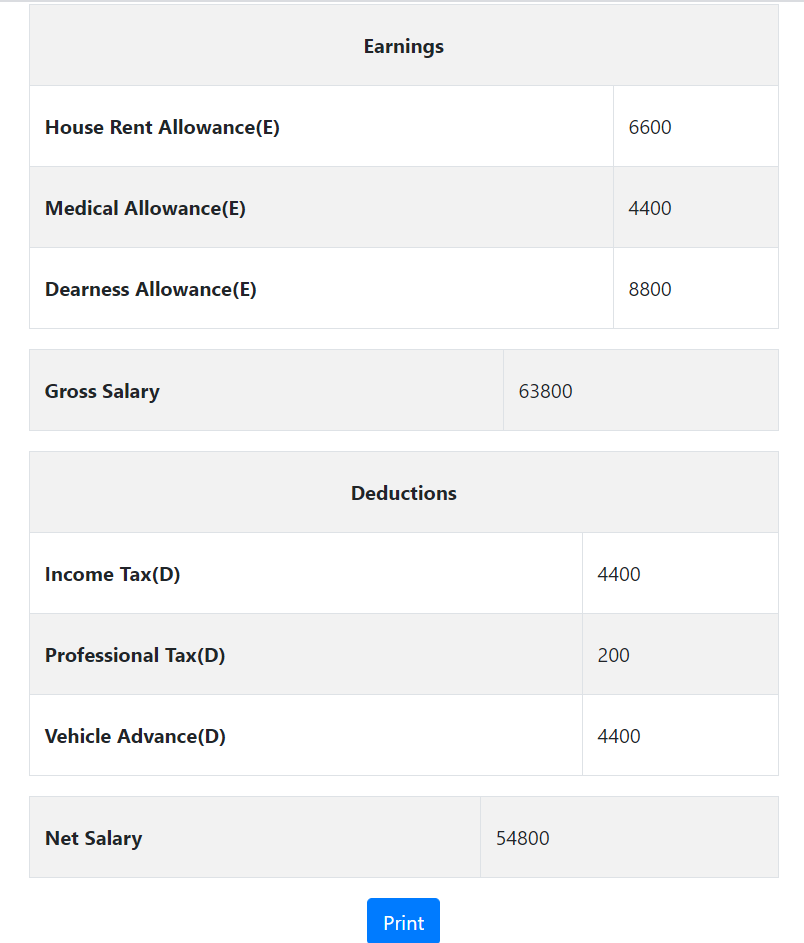 Earnings
House Rent Allowance(E) 6600
Medical Allowance(E) 4400
Dearness Allowance(E) 8800
Gross Salary 63800
Deductions
Income Tax(D) 4400
Professional Tax(D) 200
Vehicle Advance(D) 4400
Net Salary 54800
Print